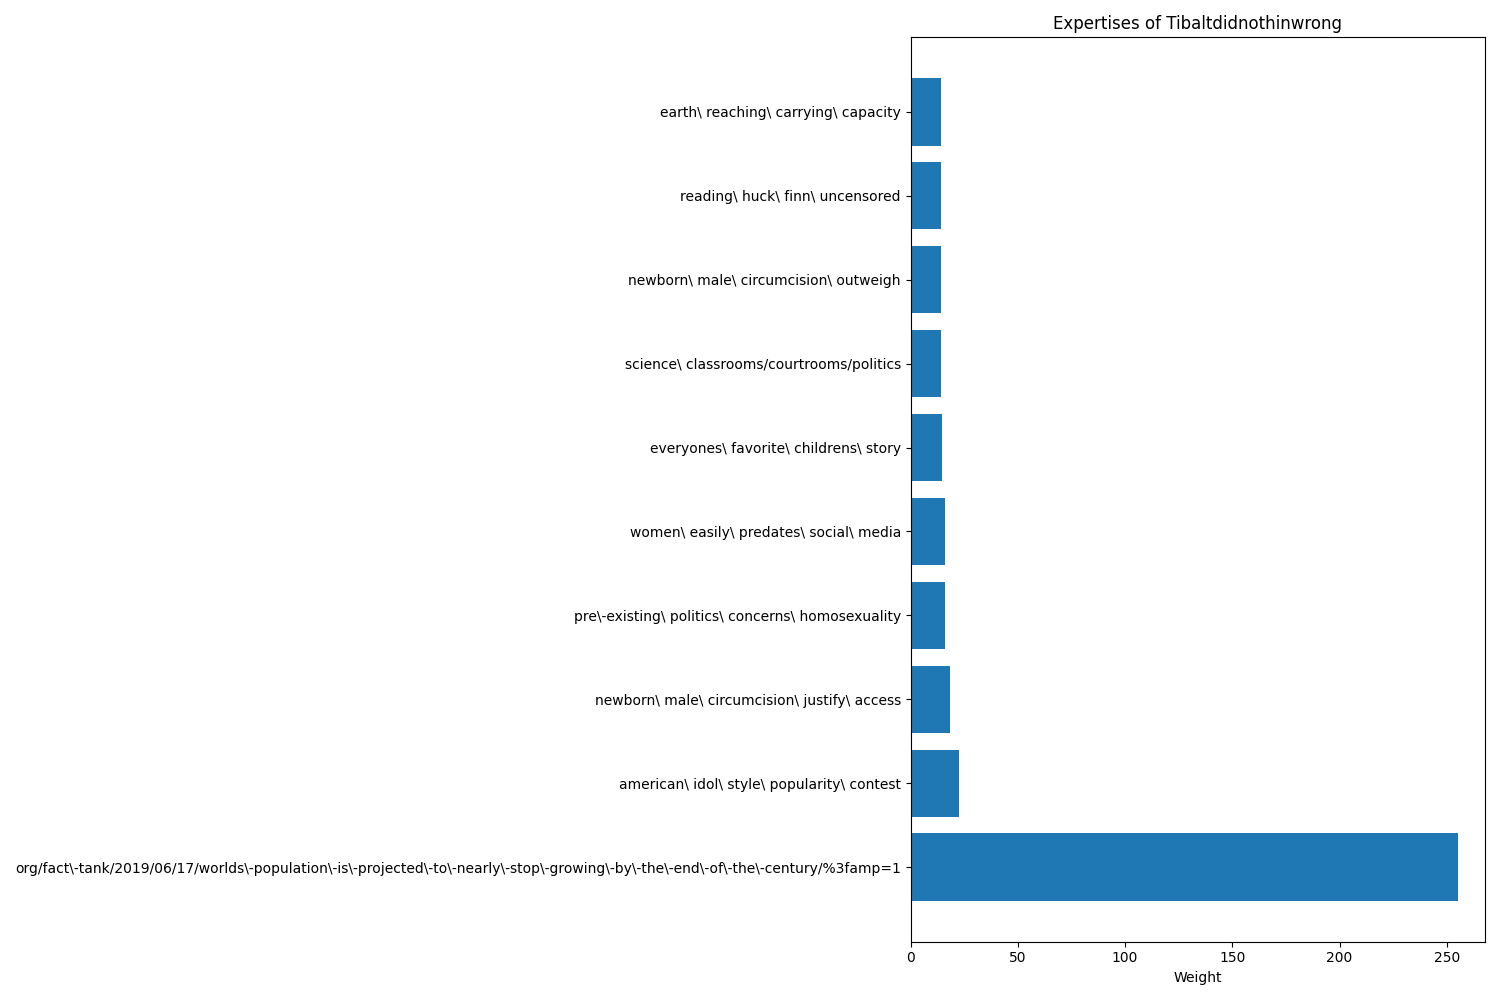 Expertises of Tibaltdidnothinwrong
earth\ reaching\ carrying\ capacity
reading\ huck\ finn\ uncensored
newborn\ male\ circumcision\ outweigh
science\ classrooms/courtrooms/politics
everyones\ favorite\ childrens\ story
women\ easily\ predates\ social\ media
pre\-existing\ politics\ concerns\ homosexuality
newborn\ male\ circumcision\ justify\ access
american\ idol\ style\ popularity\ contest
org/fact\-tank/2019/06/17/worlds\-population\-is\-projected\-to\-nearly\-stop\-growing\-by\-the\-end\-of\-the\-century/%3famp=1
0 50 100 150 200 250
Weight